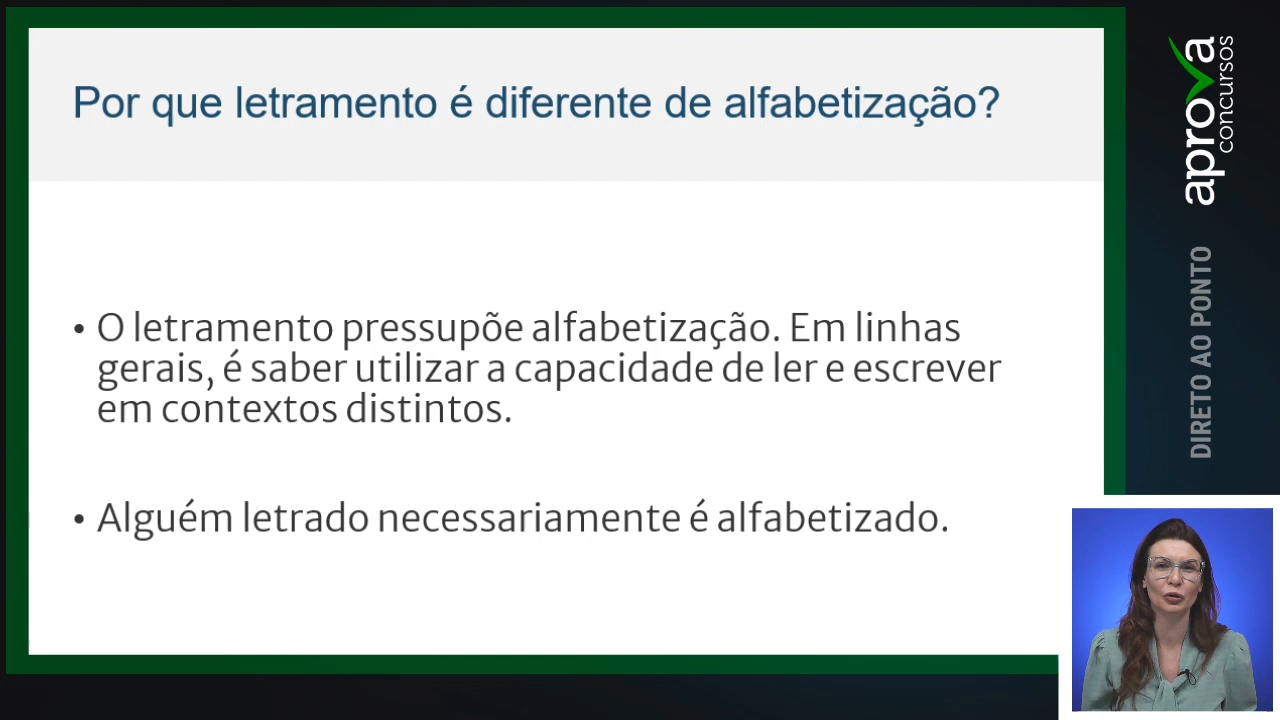 Por que letramento é diferente de alfabetização?
• O letramento pressupõe alfabetização. Em linhas
gerais, é saber utilizar a capacidade de ler e escrever
em contextos distintos.
• Alguém letrado necessariamente é alfabetizado.
aprova
concursos
DIRETO AO PONTO